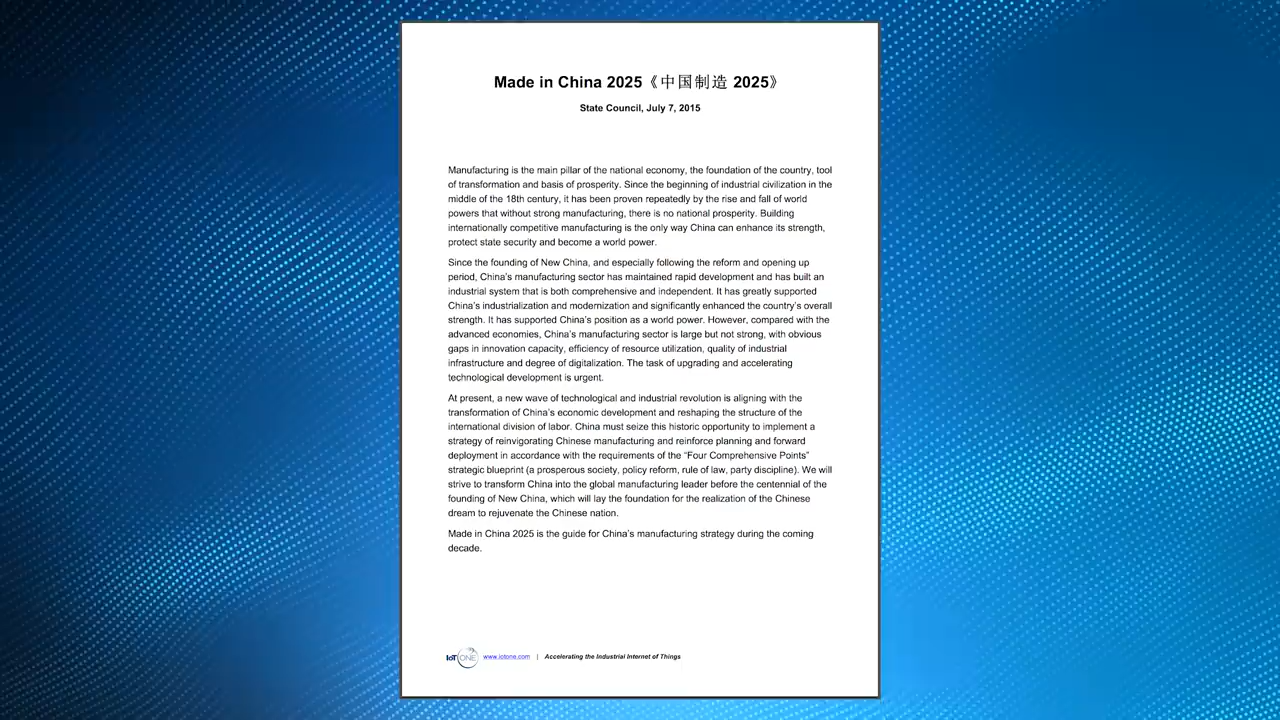 Made in China 2025《中国制造 2025》
State Council, July 7, 2015
Manufacturing is the main pillar of the national economy, the foundation of the country, tool
of transformation and basis of prosperity. Since the beginning of industrial civilization in the
middle of the 18th century, it has been proven repeatedly by the rise and fall of world
powers that without strong manufacturing, there is no national prosperity. Building
internationally competitive manufacturing is the only way China can enhance its strength,
protect state security and become a world power.
Since the founding of New China, and especially following the reform and opening up
period, China's manufacturing sector has maintained rapid development and has built an
industrial system that is both comprehensive and independent. It has greatly supported
China's industrialization and modernization and significantly enhanced the country's overall
strength. It has supported China's position as a world power. However, compared with the
advanced economies, China's manufacturing sector is large but not strong, with obvious
gaps in innovation capacity, efficiency of resource utilization, quality of industrial
infrastructure and degree of digitalization. The task of upgrading and accelerating
technological development is urgent.
At present, a new wave of technological and industrial revolution is aligning with the
transformation of China's economic development and reshaping the structure of the
international division of labor. China must seize this historic opportunity to implement a
strategy of reinvigorating Chinese manufacturing and reinforce planning and forward
deployment in accordance with the requirements of the “Four Comprehensive Points”
strategic blueprint (a prosperous society, policy reform, rule of law, party discipline). We will
strive to transform China into the global manufacturing leader before the centennial of the
founding of New China, which will lay the foundation for the realization of the Chinese
dream to rejuvenate the Chinese nation.
Made in China 2025 is the guide for China's manufacturing strategy during the coming
decade.
IoT ONE www.iotone.com | Accelerating the Industrial Internet of Things